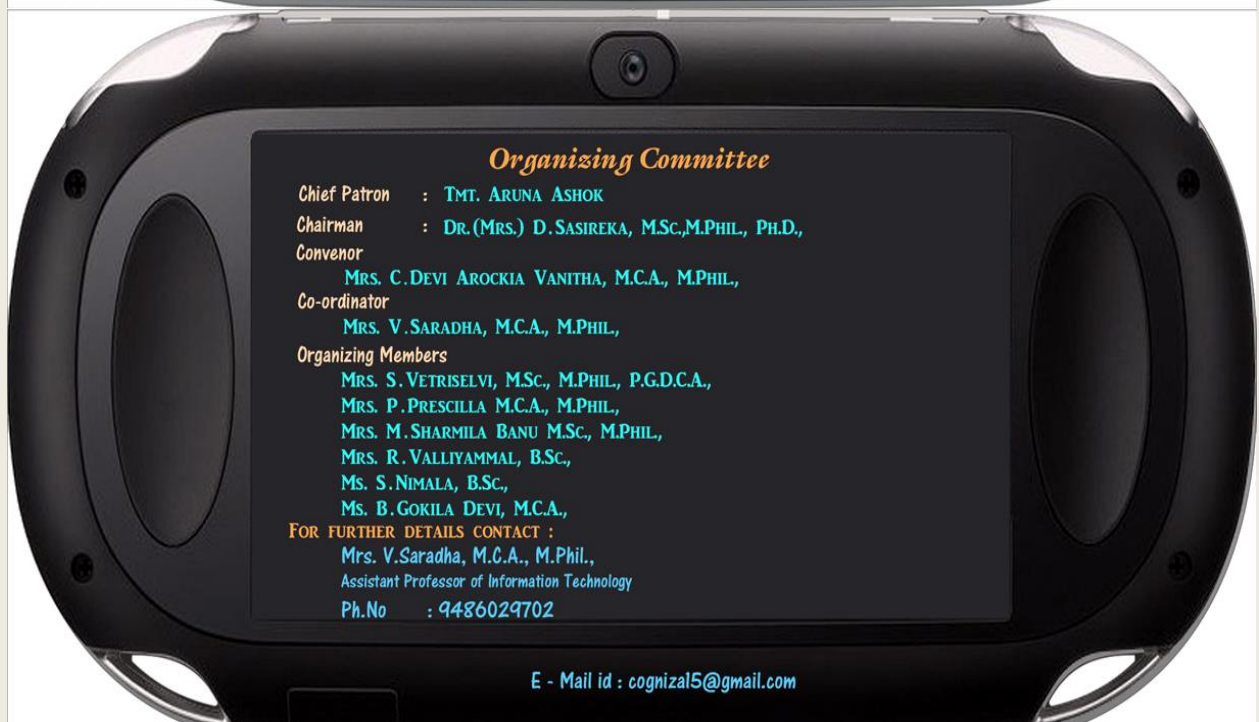 Organizing Committee
Chief Patron : Tmt. Aruna Ashok
Chairman : Dr.(Mrs.) D.Sasireka, M.Sc.,M.Phil., Ph.D.,
Convenor
Mrs. C.Devi Arockia Vanitha, M.C.A., M.Phil.,
Co-ordinator
Mrs. V.Saradha, M.C.A., M.Phil.,
Organizing Members
Mrs. S.Vetriselvi, M.Sc., M.Phil., P.G.D.C.A.,
Mrs. P.Prescilla M.C.A., M.Phil.,
Mrs. M.Sharmila Banu M.Sc., M.Phil.,
Mrs. R.Valliyammal, B.Sc.,
Ms. S.Nimala, B.Sc.,
Ms. B.Gokila Devi, M.C.A.,
For further details contact :
Mrs. V.Saradha, M.C.A., M.Phil.,
Assistant Professor of Information Technology
Ph.No : 9486029702
E - Mail id : cogniza15@gmail.com